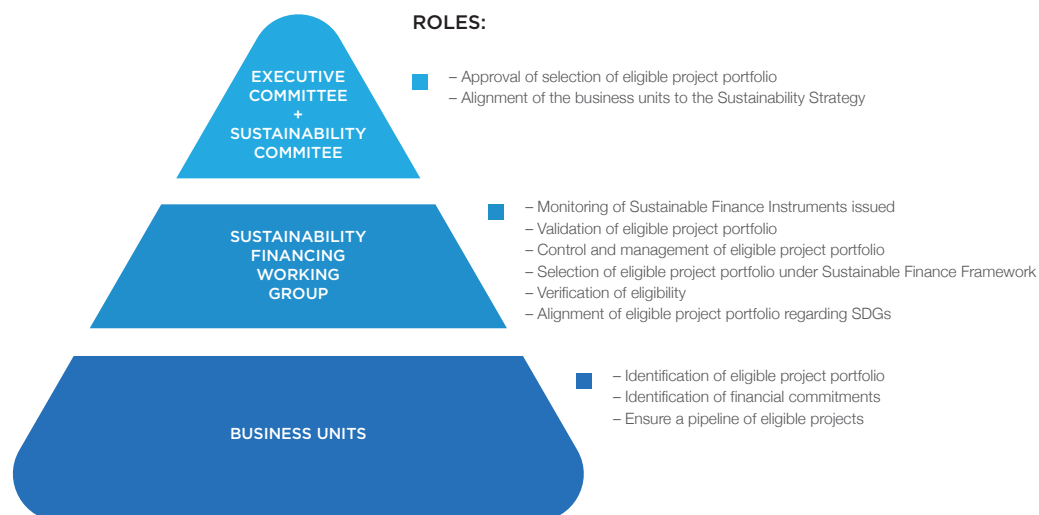 ROLES:
EXECUTIVE
COMMITTEE
+
SUSTAINABILITY
COMMITEE
– Approval of selection of eligible project portfolio
– Alignment of the business units to the Sustainability Strategy
SUSTAINABILITY
FINANCING
WORKING
GROUP
– Monitoring of Sustainable Finance Instruments issued
– Validation of eligible project portfolio
– Control and management of eligible project portfolio
– Selection of eligible project portfolio under Sustainable Finance Framework
– Verification of eligibility
– Alignment of eligible project portfolio regarding SDGs
BUSINESS UNITS
– Identification of eligible project portfolio
– Identification of financial commitments
– Ensure a pipeline of eligible projects